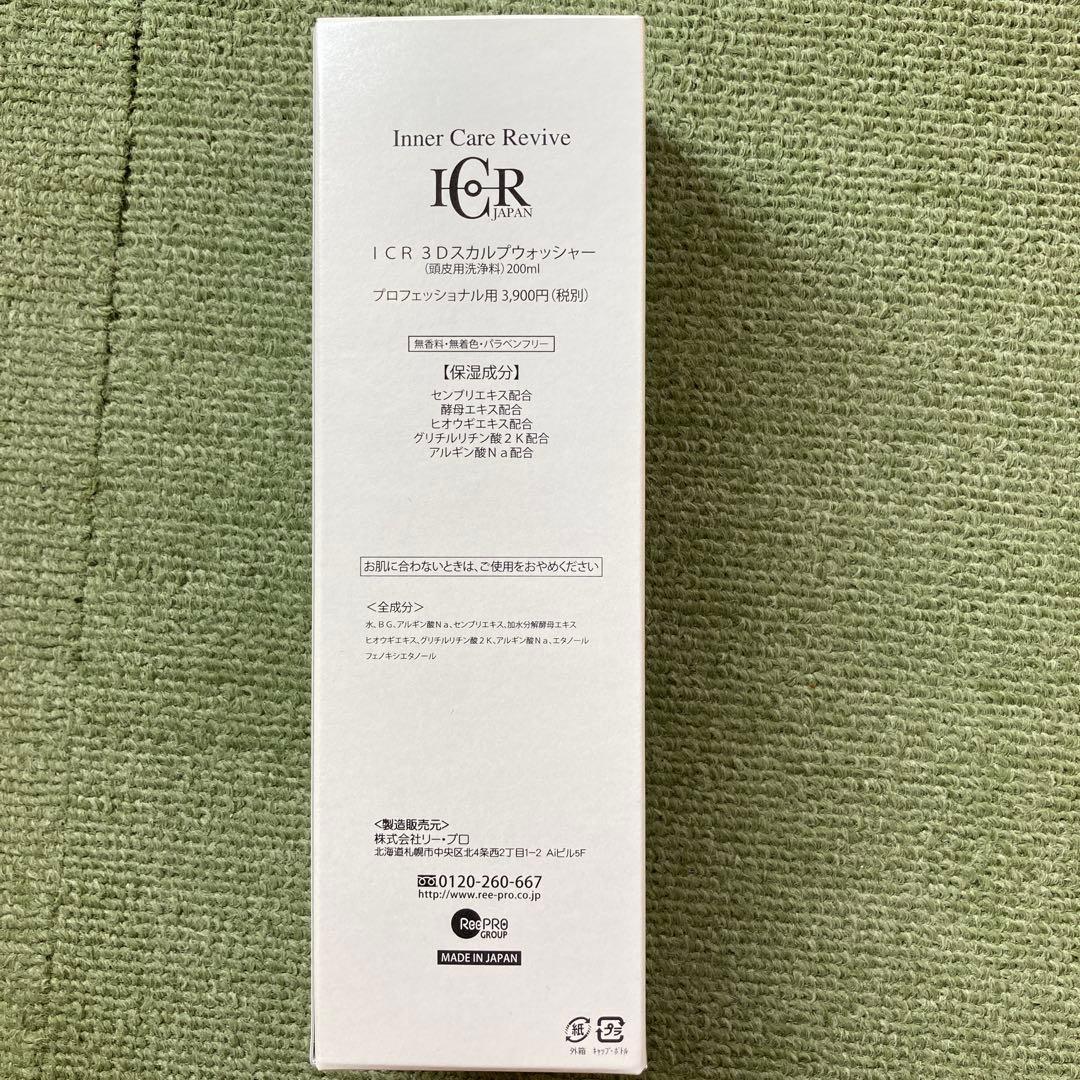 Inner Care Revive
ICR
JAPAN
ＩＣＲ ３Ｄスカルプウォッシャー
（頭皮用洗浄料）200ml
プロフェッショナル用 3,900円（税別）
無香料・無着色・パラベンフリー
【保湿成分】
センブリエキス配合
酵母エキス配合
ヒオウギエキス配合
グリチルリチン酸２Ｋ配合
アルギン酸Ｎａ配合
お肌に合わないときは、ご使用をおやめください
＜全成分＞
水、ＢＧ、アルギン酸Ｎａ、センブリエキス、加水分解酵母エキス
ヒオウギエキス、グリチルリチン酸２Ｋ、アルギン酸Ｎａ、エタノール
フェノキシエタノール
<製造販売元>
株式会社リー・プロ
北海道札幌市中央区北4条西2丁目1-2 Aiビル5F
0120-260-667
http://www.ree-pro.co.jp
ReePRO
GROUP
MADE IN JAPAN
紙 プラ
外箱 キャップ・ボトル